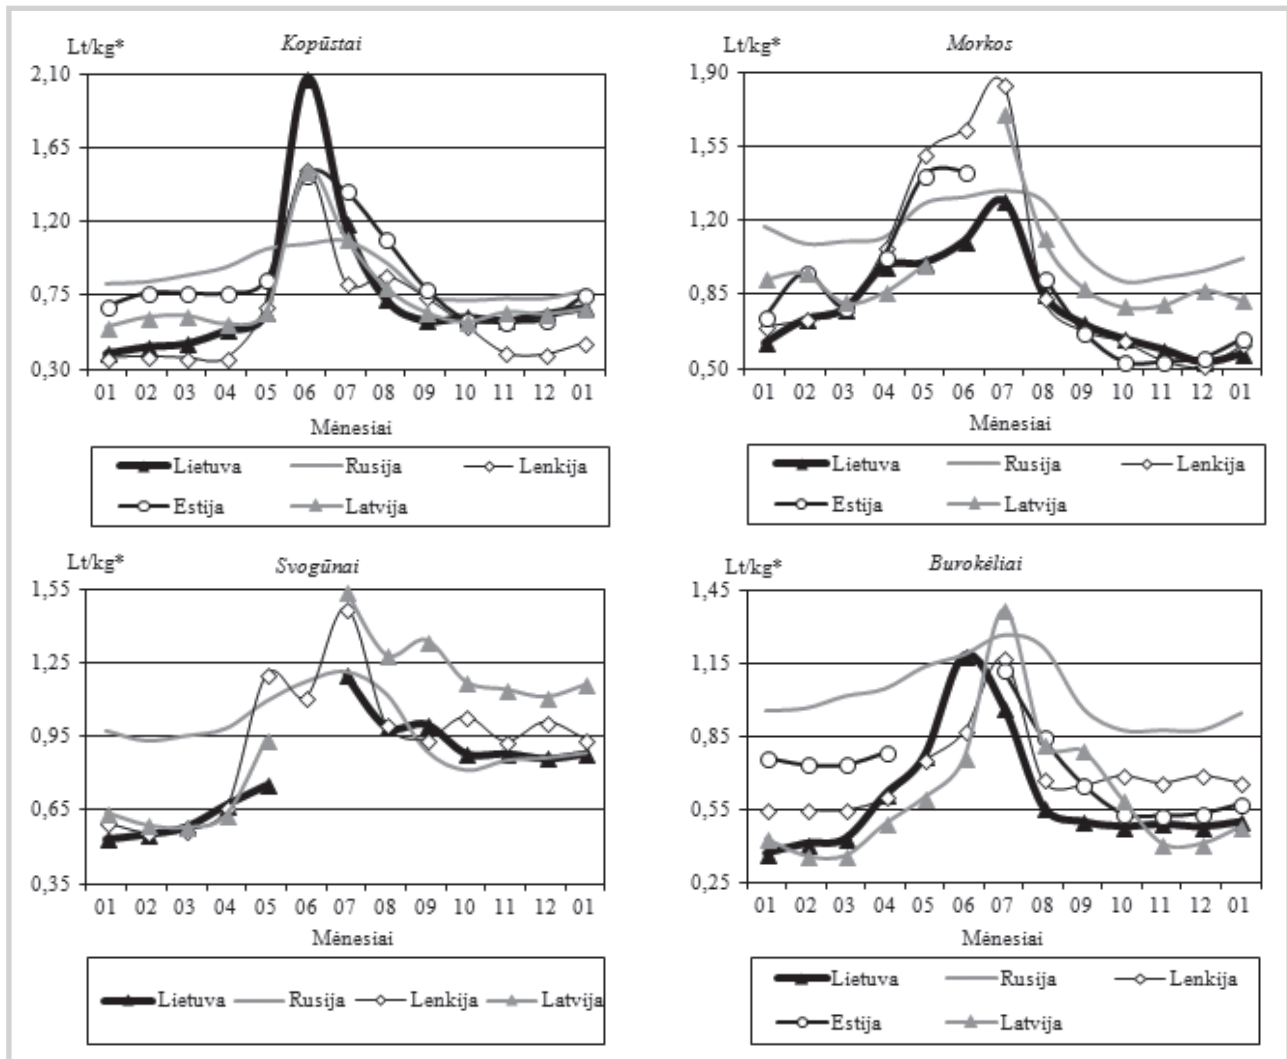 Lt/kg* Kopūstai
2,10
1,65
1,20
0,75
0,30
01 02 03 04 05 06 07 08 09 10 11 12 01
Mėnesiai
Lietuva Rusija Lenkija
Estija Latvija
Lt/kg* Morkos
1,90
1,55
1,20
0,85
0,50
01 02 03 04 05 06 07 08 09 10 11 12 01
Mėnesiai
Lietuva Rusija Lenkija
Estija Latvija
Lt/kg* Svogūnai
1,55
1,25
0,95
0,65
0,35
01 02 03 04 05 06 07 08 09 10 11 12 01
Mėnesiai
Lietuva Rusija Lenkija Latvija
Lt/kg* Burokėliai
1,45
1,15
0,85
0,55
0,25
01 02 03 04 05 06 07 08 09 10 11 12 01
Mėnesiai
Lietuva Rusija Lenkija
Estija Latvija